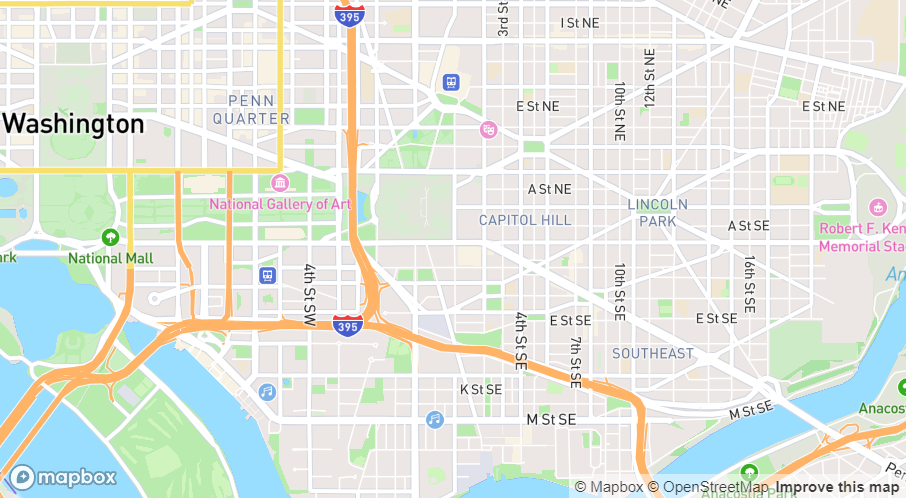 395
3rd St
I St NE
12th St NE
10th St NE
PENN
QUARTER
E St NE
E St NE
Washington
A St NE
National Gallery of Art
CAPITOL HILL
LINCOLN
PARK
A St SE
Robert F. Ken
Memorial Sta
National Mall
ark
An
4th St SW
10th St SE
16th St SE
395
4th St SE
E St SE
E St SE
7th St SE
SOUTHEAST
K St SE
M St SE
M St SE
Anacost
Pen
Anacostia Park
mapbox
© Mapbox © OpenStreetMap Improve this map